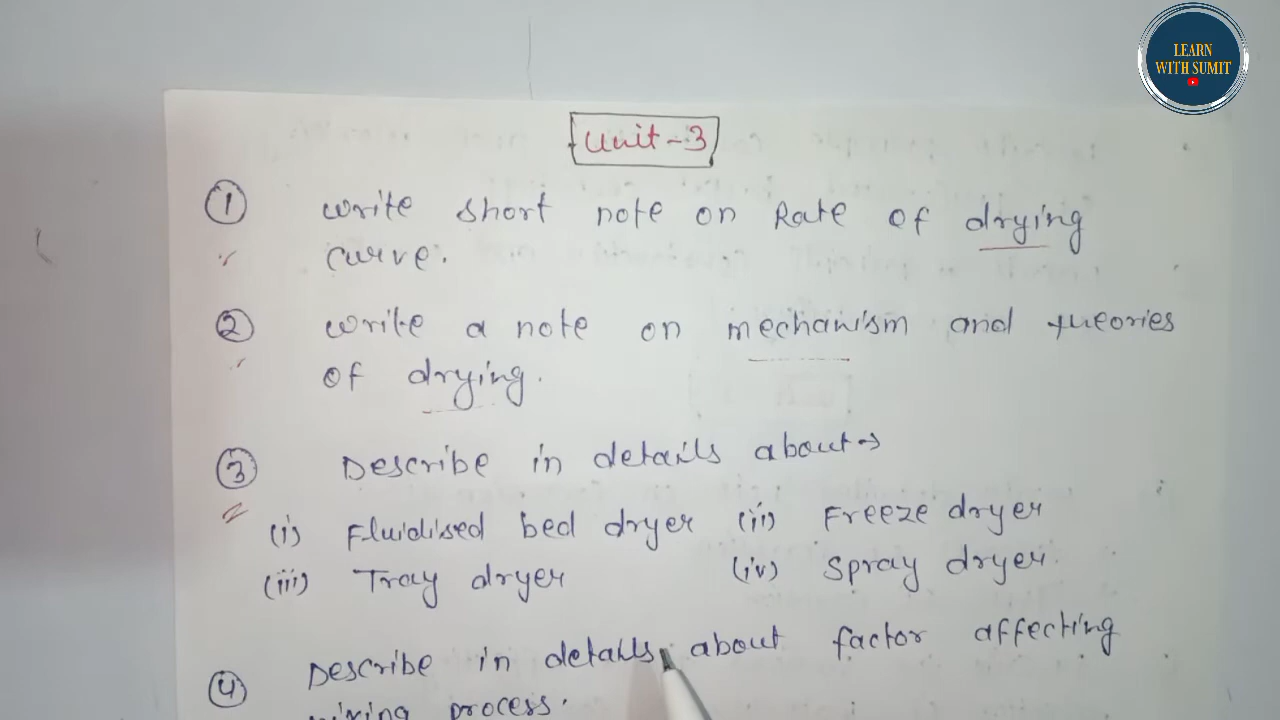 LEARN
WITH SUMIT
Unit-3
① Write short note on Rate of drying
curve.
② Write a note on mechanism and theories
of drying.
③ Describe in details about→
(i) Fluidised bed dryer (ii) Freeze dryer
(iii) Tray dryer (iv) Spray dryer.
④ Describe in details about factor affecting
mixing process.